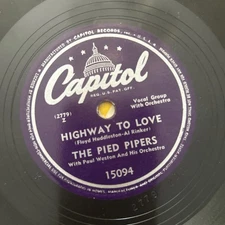 Capitol
REG. U.S. PAT. OFF.
(2779)
Z
Vocal Group
With Orchestra
HIGHWAY TO LOVE
(Floyd Huddleston-Al Rinker)
THE PIED PIPERS
With Paul Weston And His Orchestra
15094